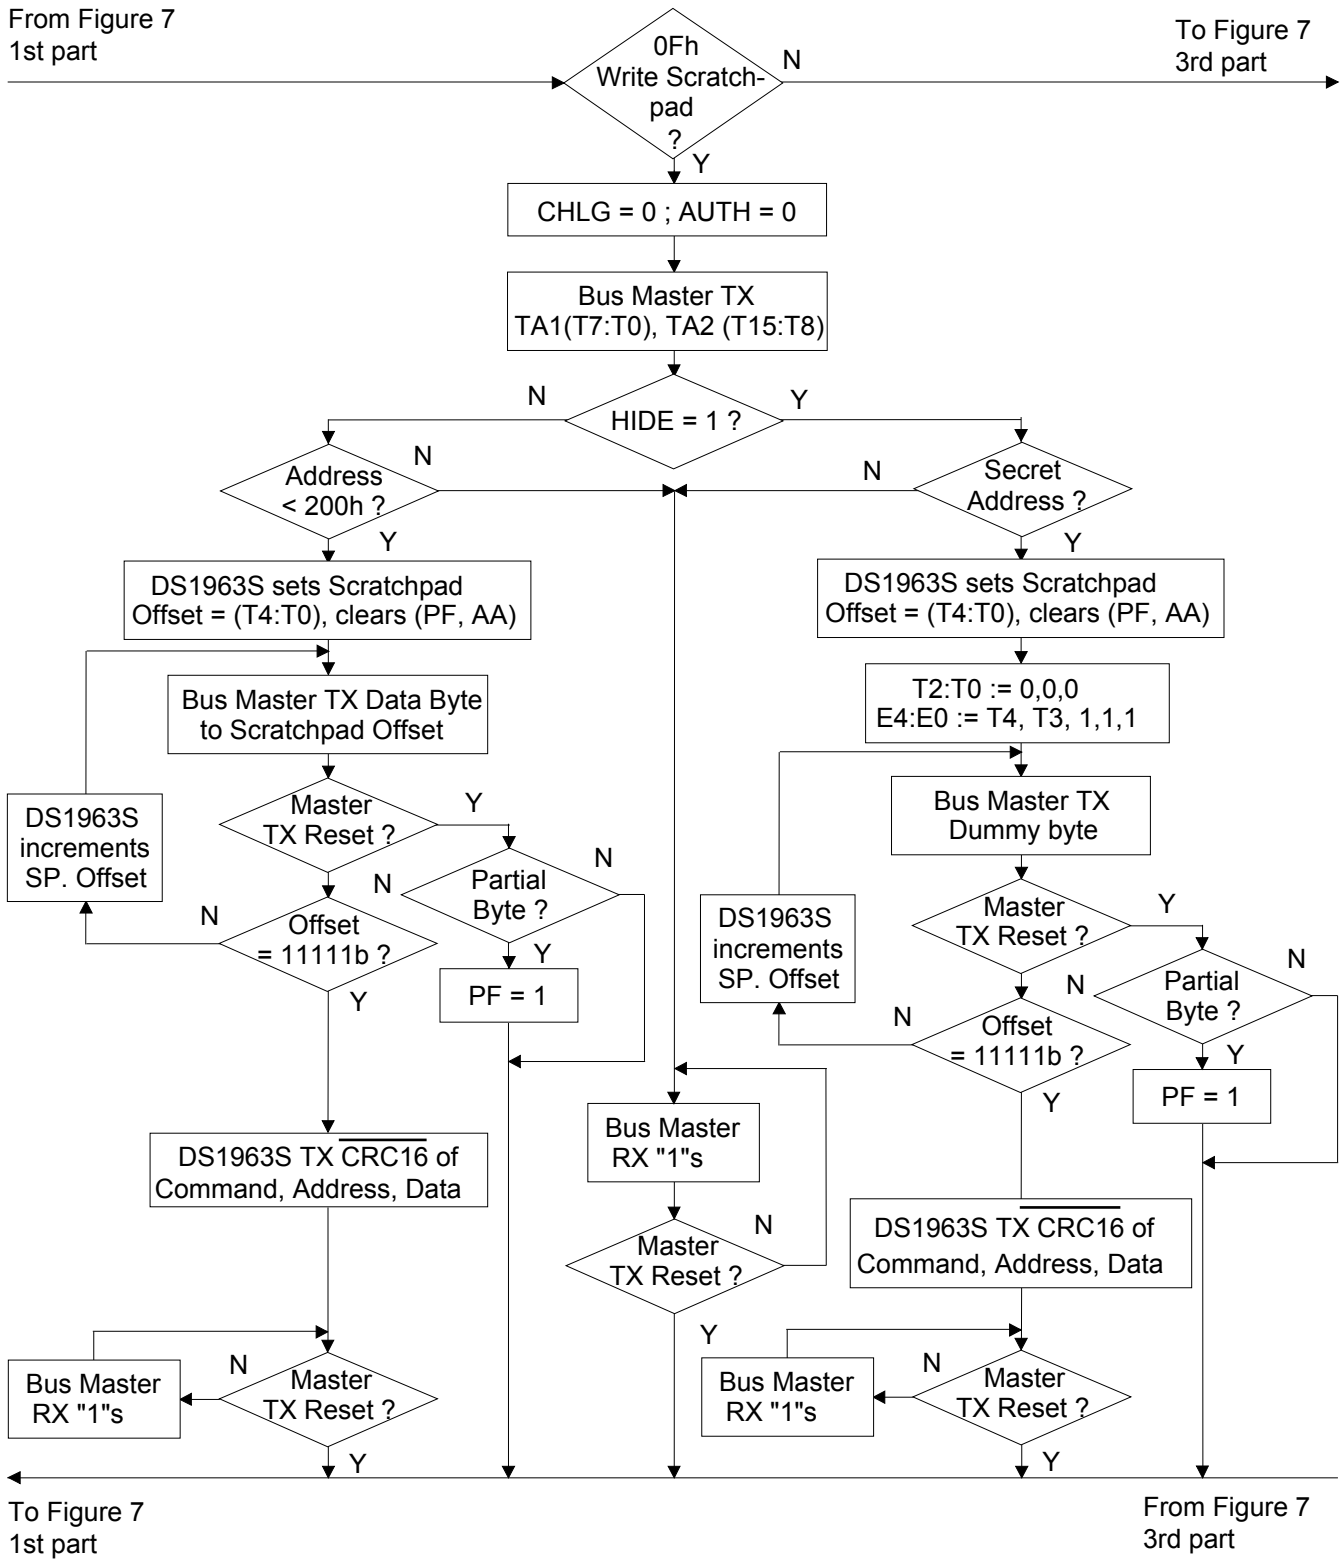 From Figure 7
1st part
0Fh
Write Scratch-
pad
?
N
To Figure 7
3rd part
Y
CHLG = 0 ; AUTH = 0
Bus Master TX
TA1(T7:T0), TA2 (T15:T8)
N
HIDE = 1 ?
Y
Address
< 200h ?
N
Y
N
Secret
Address ?
Y
DS1963S sets Scratchpad
Offset = (T4:T0), clears (PF, AA)
DS1963S sets Scratchpad
Offset = (T4:T0), clears (PF, AA)
T2:T0 := 0,0,0
E4:E0 := T4, T3, 1,1,1
Bus Master TX Data Byte
to Scratchpad Offset
DS1963S
increments
SP. Offset
Master
TX Reset ?
Y
N
Partial
Byte ?
N
Y
PF = 1
N
Offset
= 11111b ?
Y
Bus Master TX
Dummy byte
DS1963S
increments
SP. Offset
Master
TX Reset ?
Y
N
Partial
Byte ?
N
Y
PF = 1
N
Offset
= 11111b ?
Y
DS1963S TX CRC16 of
Command, Address, Data
Bus Master
RX "1"s
Master
TX Reset ?
N
Y
DS1963S TX CRC16 of
Command, Address, Data
Bus Master
RX "1"s
N
Master
TX Reset ?
Y
Bus Master
RX "1"s
N
Master
TX Reset ?
Y
To Figure 7
1st part
From Figure 7
3rd part